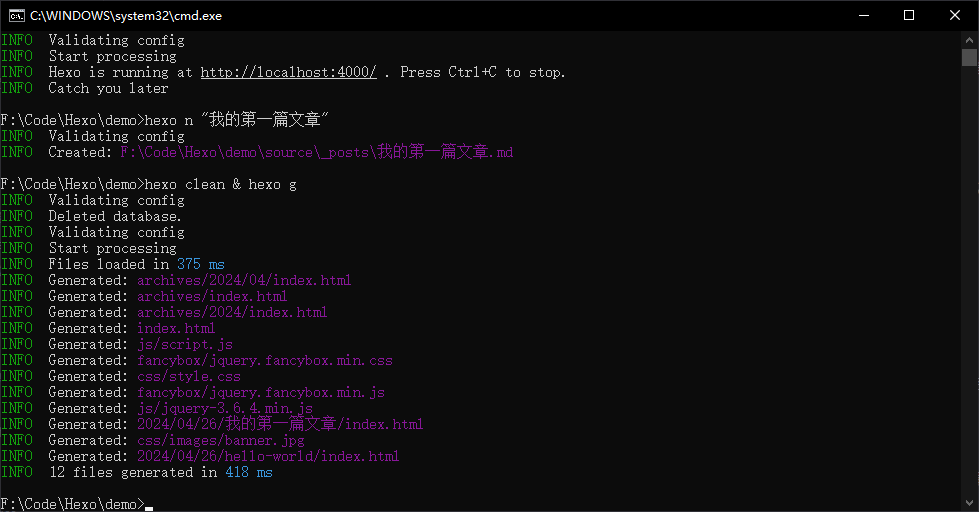 C:\WINDOWS\system32\cmd.exe
INFO  Validating config
INFO  Start processing
INFO  Hexo is running at http://localhost:4000/ . Press Ctrl+C to stop.
INFO  Catch you later
F:\Code\Hexo\demo>hexo n "我的第一篇文章"
INFO  Validating config
INFO  Created: F:\Code\Hexo\demo\source\_posts\我的第一篇文章.md
F:\Code\Hexo\demo>hexo clean & hexo g
INFO  Validating config
INFO  Deleted database.
INFO  Validating config
INFO  Start processing
INFO  Files loaded in 375 ms
INFO  Generated: archives/2024/04/index.html
INFO  Generated: archives/index.html
INFO  Generated: archives/2024/index.html
INFO  Generated: index.html
INFO  Generated: js/script.js
INFO  Generated: fancybox/jquery.fancybox.min.css
INFO  Generated: css/style.css
INFO  Generated: fancybox/jquery.fancybox.min.js
INFO  Generated: js/jquery-3.6.4.min.js
INFO  Generated: 2024/04/26/我的第一篇文章/index.html
INFO  Generated: css/images/banner.jpg
INFO  Generated: 2024/04/26/hello-world/index.html
INFO  12 files generated in 418 ms
F:\Code\Hexo\demo>